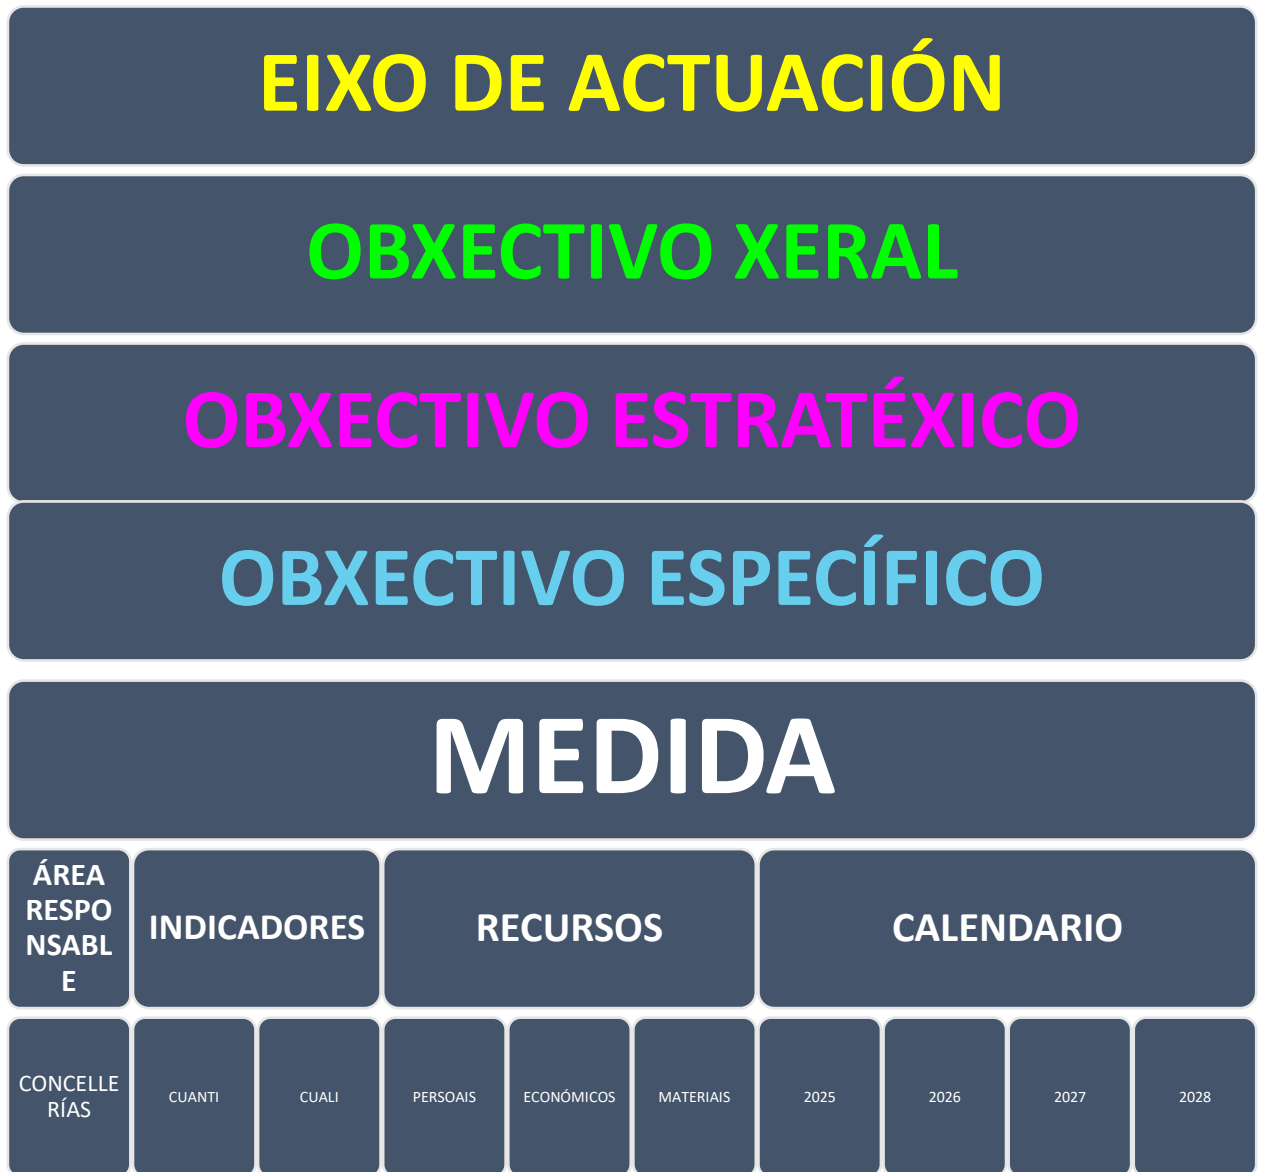 EIXO DE ACTUACIÓN
OBXECTIVO XERAL
OBXECTIVO ESTRATÉXICO
OBXECTIVO ESPECÍFICO
MEDIDA
ÁREA
RESPO
NSABL
E
INDICADORES
RECURSOS
CALENDARIO
CONCELLE
RÍAS
CUANTI
CUALI
PERSOAIS
ECONÓMICOS
MATERIAIS
2025
2026
2027
2028